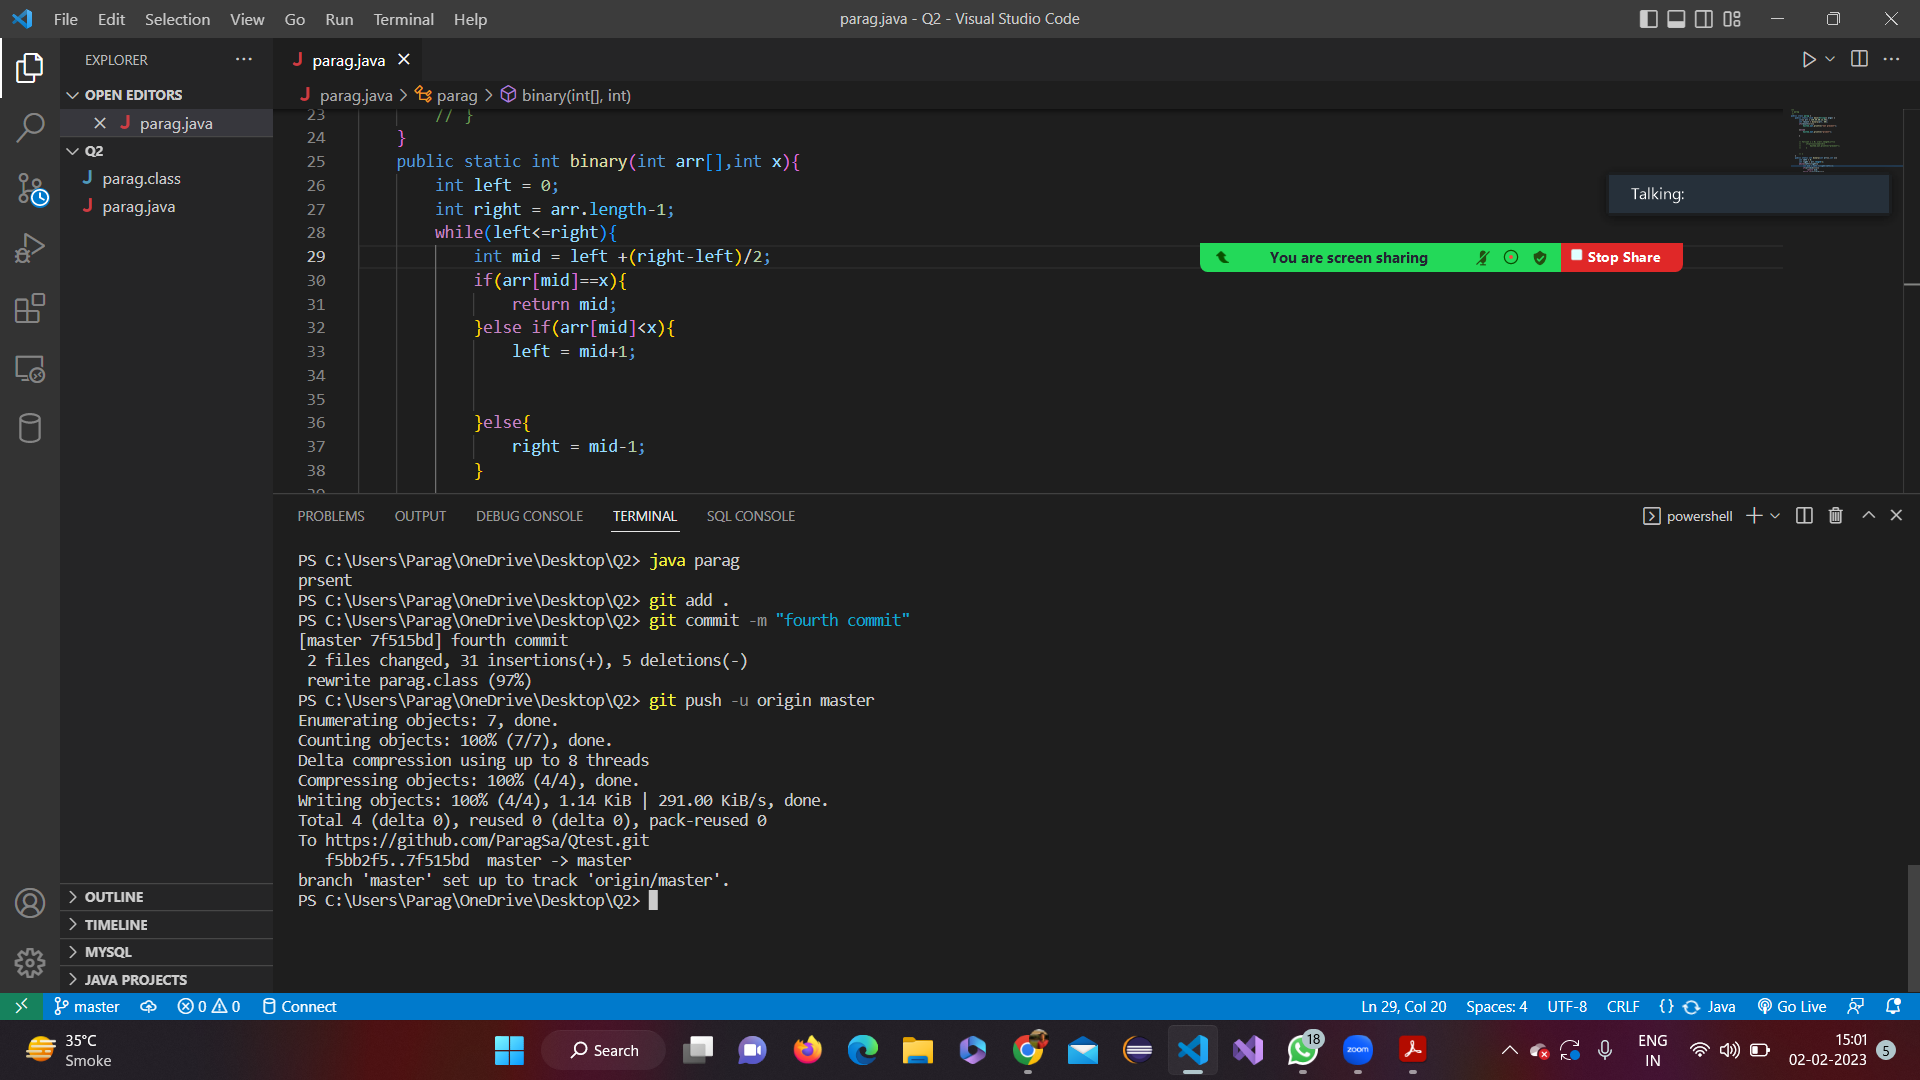 File Edit Selection View Go Run Terminal Help
parag.java - Q2 - Visual Studio Code
EXPLORER
OPEN EDITORS
parag.java
Q2
parag.class
parag.java
OUTLINE
TIMELINE
MYSQL
JAVA PROJECTS
parag.java
parag.java > parag > binary(int[], int)
23 // }
24 }
25 public static int binary(int arr[],int x){
26 int left = 0;
27 int right = arr.length-1;
28 while(left<=right){
29 int mid = left +(right-left)/2;
30 if(arr[mid]==x){
31 return mid;
32 }else if(arr[mid]<x){
33 left = mid+1;
34
35
36 }else{
37 right = mid-1;
38 }
39
Talking:
You are screen sharing Stop Share
PROBLEMS OUTPUT DEBUG CONSOLE TERMINAL SQL CONSOLE
powershell
PS C:\Users\Parag\OneDrive\Desktop\Q2> java parag
prsent
PS C:\Users\Parag\OneDrive\Desktop\Q2> git add .
PS C:\Users\Parag\OneDrive\Desktop\Q2> git commit -m "fourth commit"
[master 7f515bd] fourth commit
2 files changed, 31 insertions(+), 5 deletions(-)
rewrite parag.class (97%)
PS C:\Users\Parag\OneDrive\Desktop\Q2> git push -u origin master
Enumerating objects: 7, done.
Counting objects: 100% (7/7), done.
Delta compression using up to 8 threads
Compressing objects: 100% (4/4), done.
Writing objects: 100% (4/4), 1.14 KiB | 291.00 KiB/s, done.
Total 4 (delta 0), reused 0 (delta 0), pack-reused 0
To https://github.com/ParagSa/Qtest.git
f5bb2f5..7f515bd master -> master
branch 'master' set up to track 'origin/master'.
PS C:\Users\Parag\OneDrive\Desktop\Q2>
master 0 0 Connect
Ln 29, Col 20 Spaces: 4 UTF-8 CRLF {} Java Go Live
35°C
Smoke
Search
18
zoom
ENG
IN
15:01
02-02-2023
5